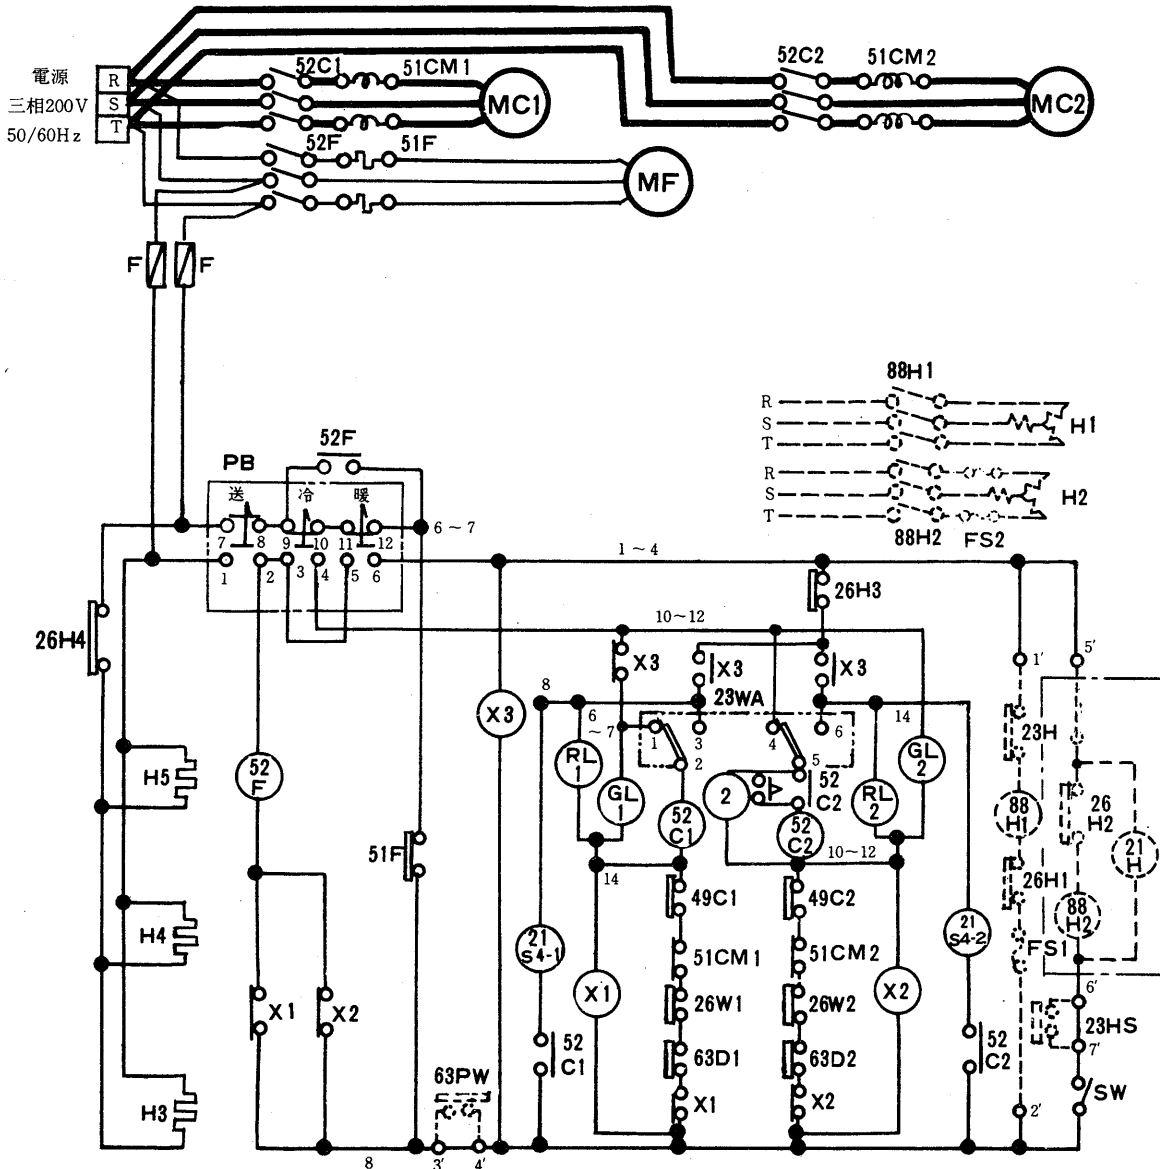 電源
三相200V
50/60Hz
R
S
T
52C1
51CM1
MC1
52C2
51CM2
MC2
52F
51F
MF
F
F
88H1
R
S
T
H1
R
S
T
H2
88H2
FS2
52F
PB
送
冷
暖
7
8
9
10
11
12
6～7
1
2
3
4
5
6
1～4
26H3
26H4
10～12
X3
X3
X3
X3
8
23WA
6
～7
1
2
3
4
5
6
14
RL
1
GL
1
52
C1
2
52
C2
52
C2
RL
2
GL
2
1'
5'
23H
88
H1
26
H2
21
H
26H1
88
H2
FS1
6'
23HS
7'
SW
2'
H5
52
F
51F
14
10～12
49C1
49C2
H4
21
S4-1
51CM1
51CM2
21
S4-2
X1
X2
X1
26W1
26W2
X2
52
C1
63D1
63D2
52
C2
H3
63PW
X1
X2
8
3'
4'